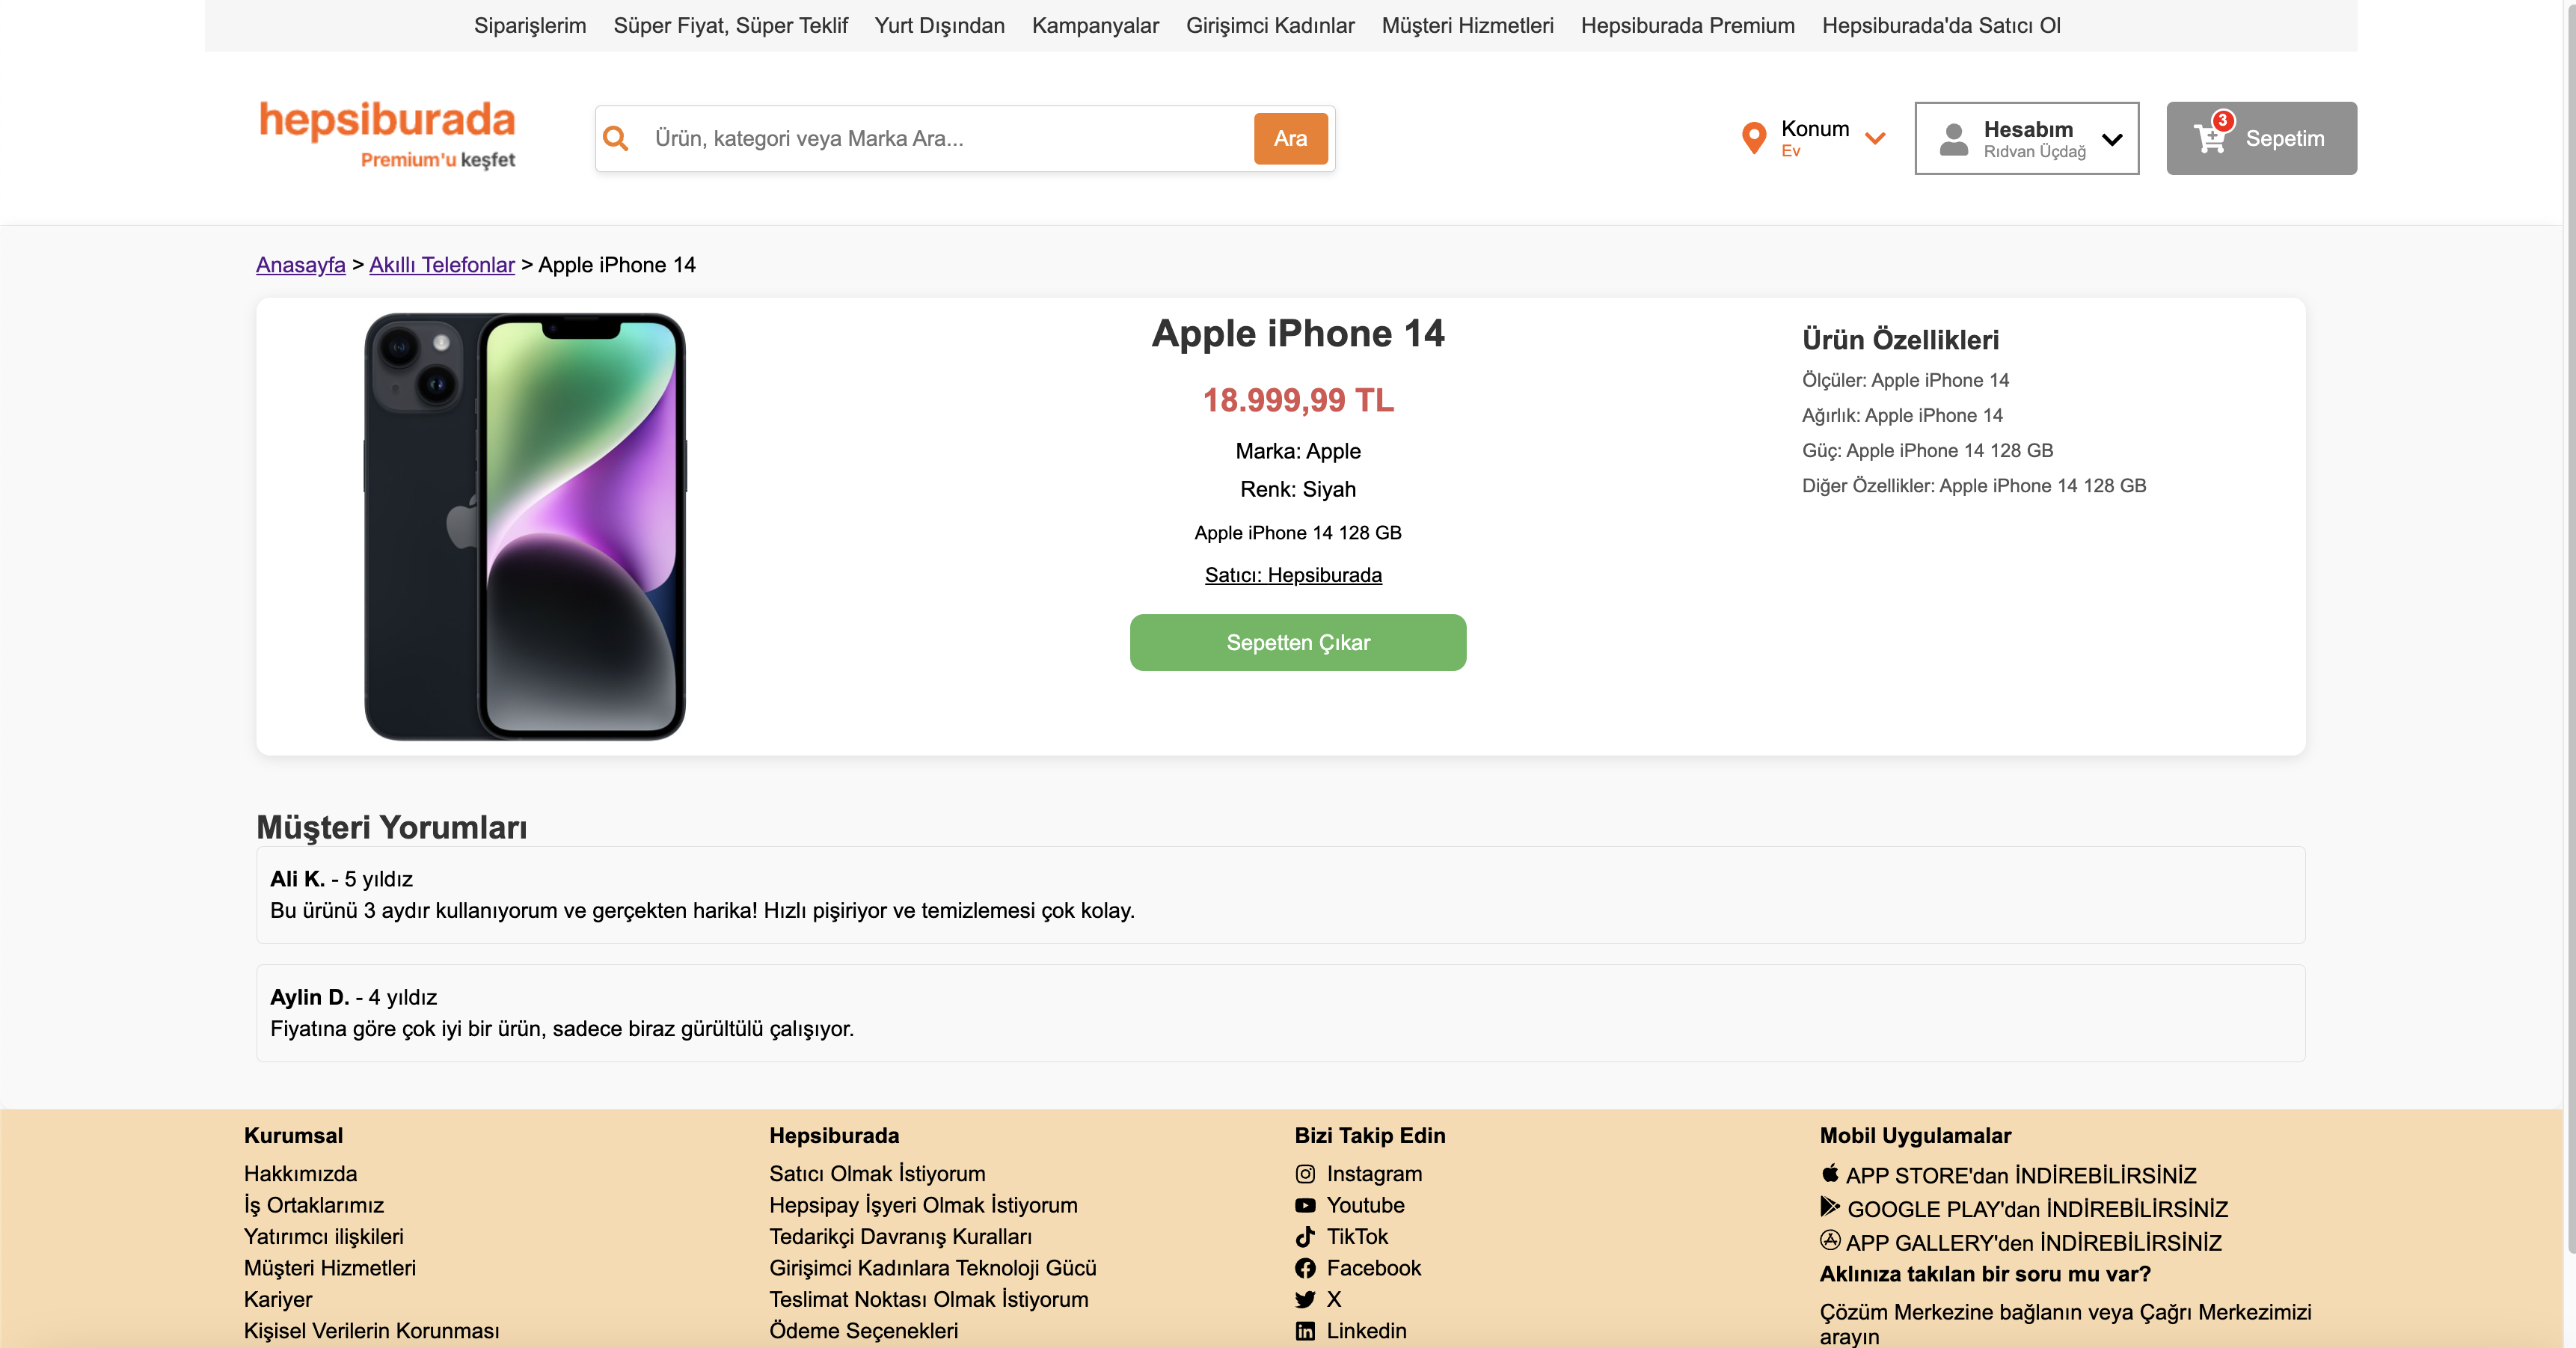 Siparişlerim Süper Fiyat, Süper Teklif Yurt Dışından Kampanyalar Girişimci Kadınlar Müşteri Hizmetleri Hepsiburada Premium Hepsiburada'da Satıcı Ol
hepsiburada
Premium'u keşfet
Ürün, kategori veya Marka Ara...
Ara
Konum
Ev
Hesabım
Rıdvan Üçdağ
3
Sepetim
Anasayfa > Akıllı Telefonlar > Apple iPhone 14
Apple iPhone 14
18.999,99 TL
Marka: Apple
Renk: Siyah
Apple iPhone 14 128 GB
Satıcı: Hepsiburada
Sepetten Çıkar
Ürün Özellikleri
Ölçüler: Apple iPhone 14
Ağırlık: Apple iPhone 14
Güç: Apple iPhone 14 128 GB
Diğer Özellikler: Apple iPhone 14 128 GB
Müşteri Yorumları
Ali K. - 5 yıldız
Bu ürünü 3 aydır kullanıyorum ve gerçekten harika! Hızlı pişiriyor ve temizlemesi çok kolay.
Aylin D. - 4 yıldız
Fiyatına göre çok iyi bir ürün, sadece biraz gürültülü çalışıyor.
Kurumsal
Hakkımızda
İş Ortaklarımız
Yatırımcı ilişkileri
Müşteri Hizmetleri
Kariyer
Kişisel Verilerin Korunması
Hepsiburada
Satıcı Olmak İstiyorum
Hepsipay İşyeri Olmak İstiyorum
Tedarikçi Davranış Kuralları
Girişimci Kadınlara Teknoloji Gücü
Teslimat Noktası Olmak İstiyorum
Ödeme Seçenekleri
Bizi Takip Edin
Instagram
Youtube
TikTok
Facebook
X
Linkedin
Mobil Uygulamalar
APP STORE'dan İNDİREBİLİRSİNİZ
GOOGLE PLAY'dan İNDİREBİLİRSİNİZ
APP GALLERY'den İNDİREBİLİRSİNİZ
Aklınıza takılan bir soru mu var?
Çözüm Merkezine bağlanın veya Çağrı Merkezimizi
arayın